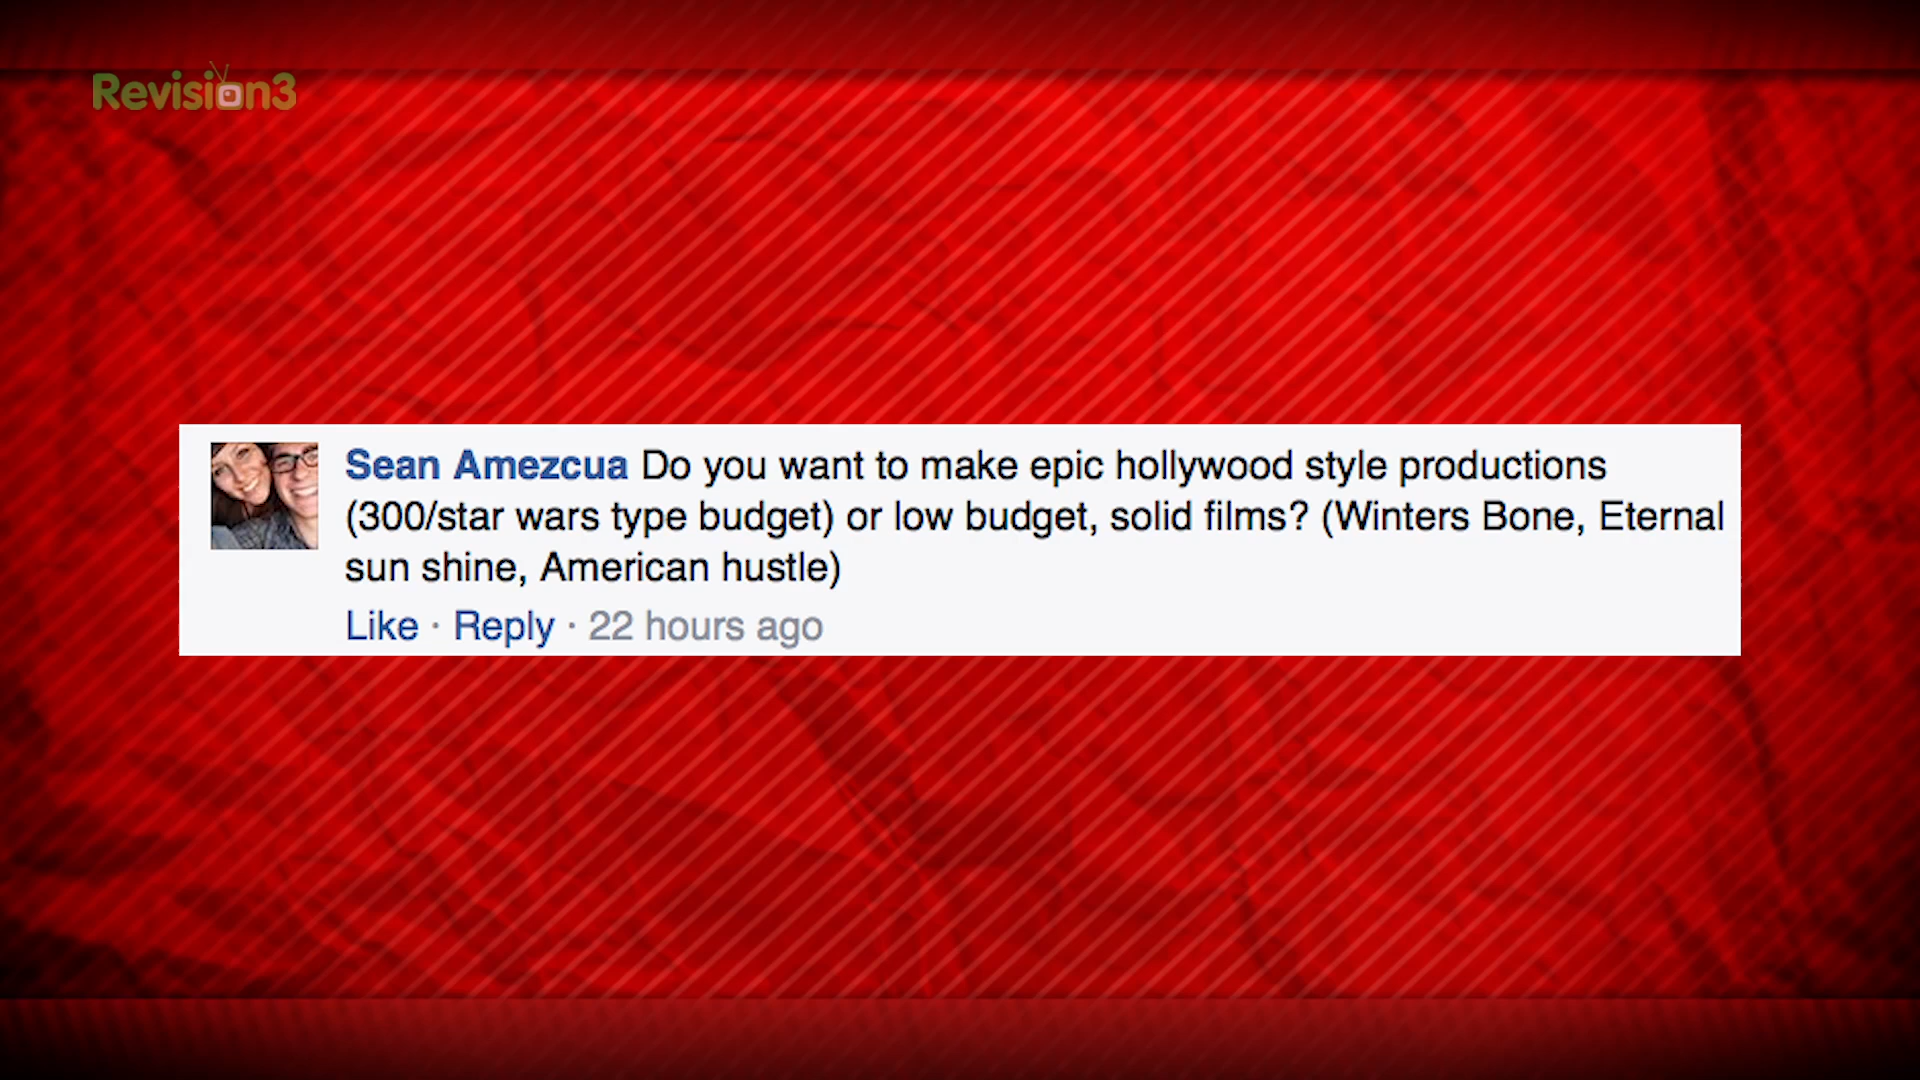 Revision3
Sean Amezcua Do you want to make epic hollywood style productions
(300/star wars type budget) or low budget, solid films? (Winters Bone, Eternal
sun shine, American hustle)
Like · Reply · 22 hours ago